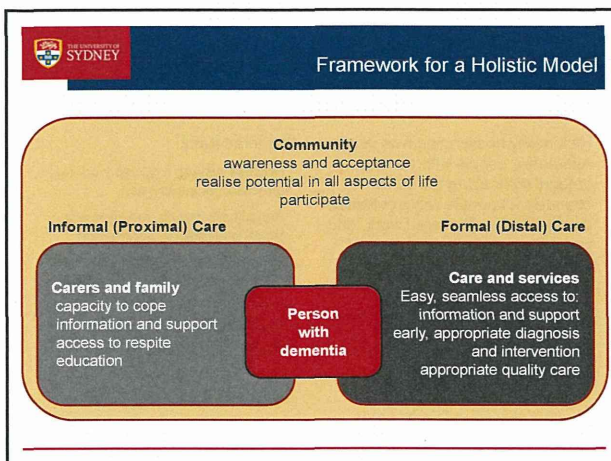 THE UNIVERSITY OF
SYDNEY
Framework for a Holistic Model
Community
awareness and acceptance
realise potential in all aspects of life
participate
Informal (Proximal) Care
Formal (Distal) Care
Carers and family
capacity to cope
information and support
access to respite
education
Person
with
dementia
Care and services
Easy, seamless access to:
information and support
early, appropriate diagnosis
and intervention
appropriate quality care